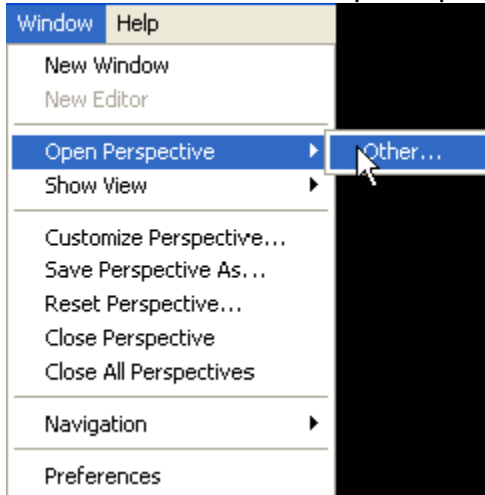 Window Help
New Window
New Editor
Open Perspective Other...
Show View
Customize Perspective...
Save Perspective As...
Reset Perspective...
Close Perspective
Close All Perspectives
Navigation
Preferences